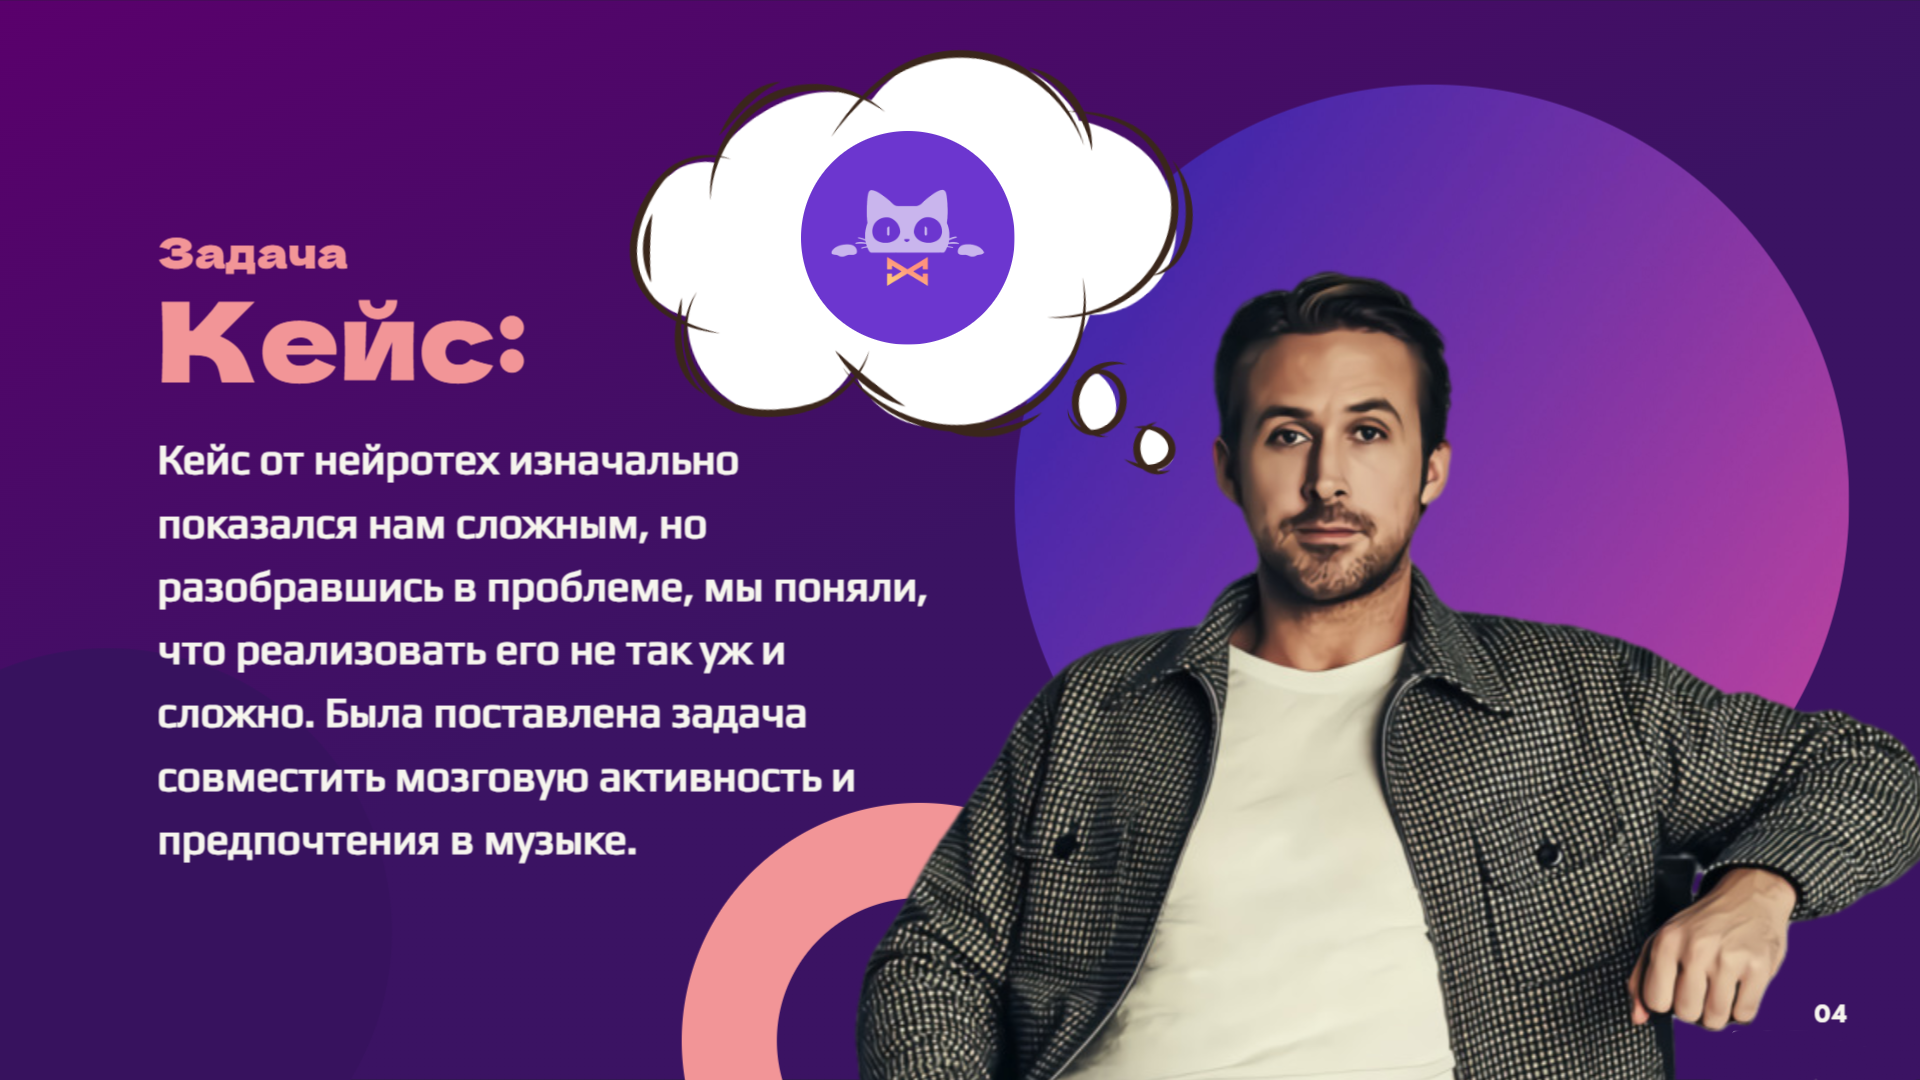 Задача
Кейс:
Кейс от нейротех изначально
показался нам сложным, но
разобравшись в проблеме, мы поняли,
что реализовать его не так уж и
сложно. Была поставлена задача
совместить мозговую активность и
предпочтения в музыке.
04